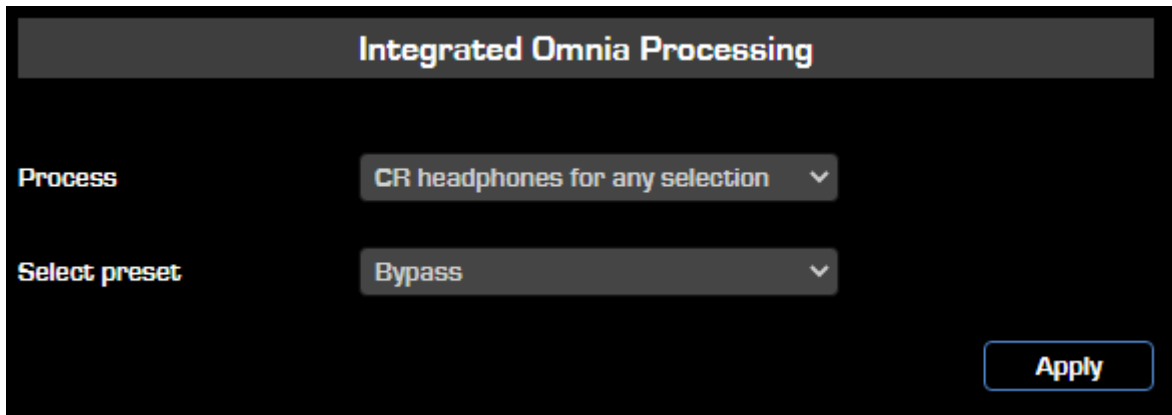 Integrated Omnia Processing
Process
CR headphones for any selection
Select preset
Bypass
Apply